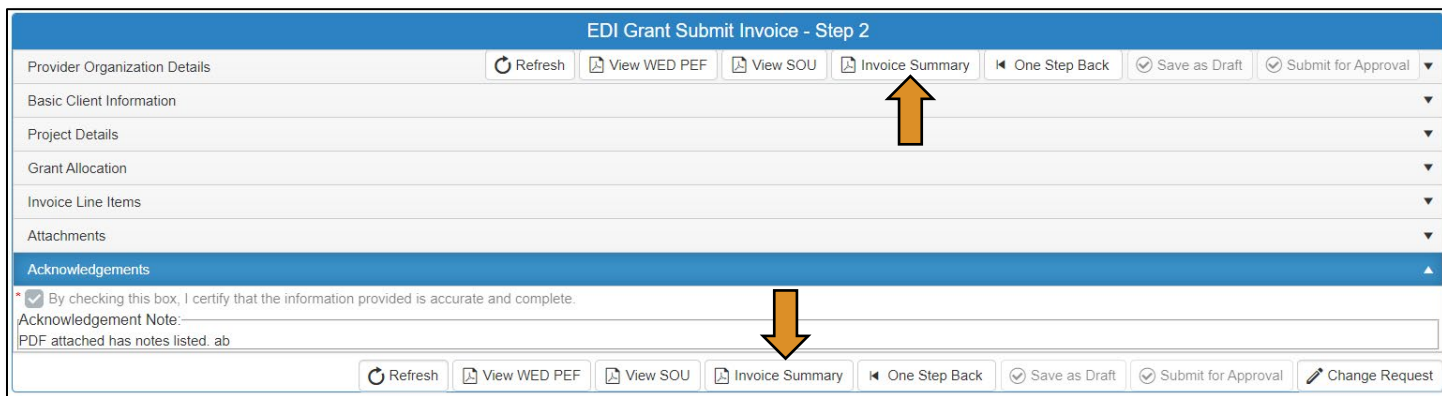 EDI Grant Submit Invoice - Step 2
Provider Organization Details Refresh View WED PEF View SOU Invoice Summary One Step Back Save as Draft Submit for Approval
Basic Client Information
Project Details
Grant Allocation
Invoice Line Items
Attachments
Acknowledgements
* By checking this box, I certify that the information provided is accurate and complete.
Acknowledgement Note:
PDF attached has notes listed. ab
Refresh View WED PEF View SOU Invoice Summary One Step Back Save as Draft Submit for Approval Change Request